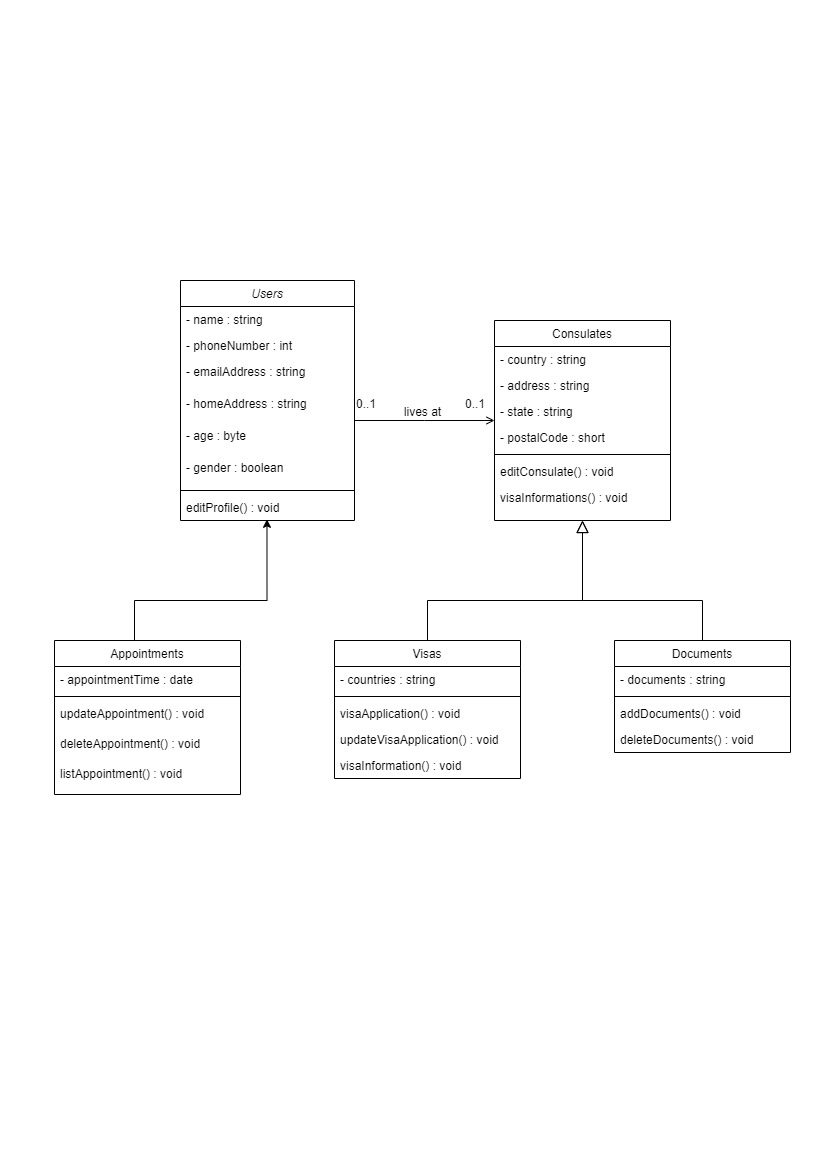 Users
- name : string
- phoneNumber : int
- emailAddress : string
- homeAddress : string
- age : byte
- gender : boolean
editProfile() : void
0..1
lives at
0..1
Consulates
- country : string
- address : string
- state : string
- postalCode : short
editConsulate() : void
visaInformations() : void
Appointments
- appointmentTime : date
updateAppointment() : void
deleteAppointment() : void
listAppointment() : void
Visas
- countries : string
visaApplication() : void
updateVisaApplication() : void
visaInformation() : void
Documents
- documents : string
addDocuments() : void
deleteDocuments() : void